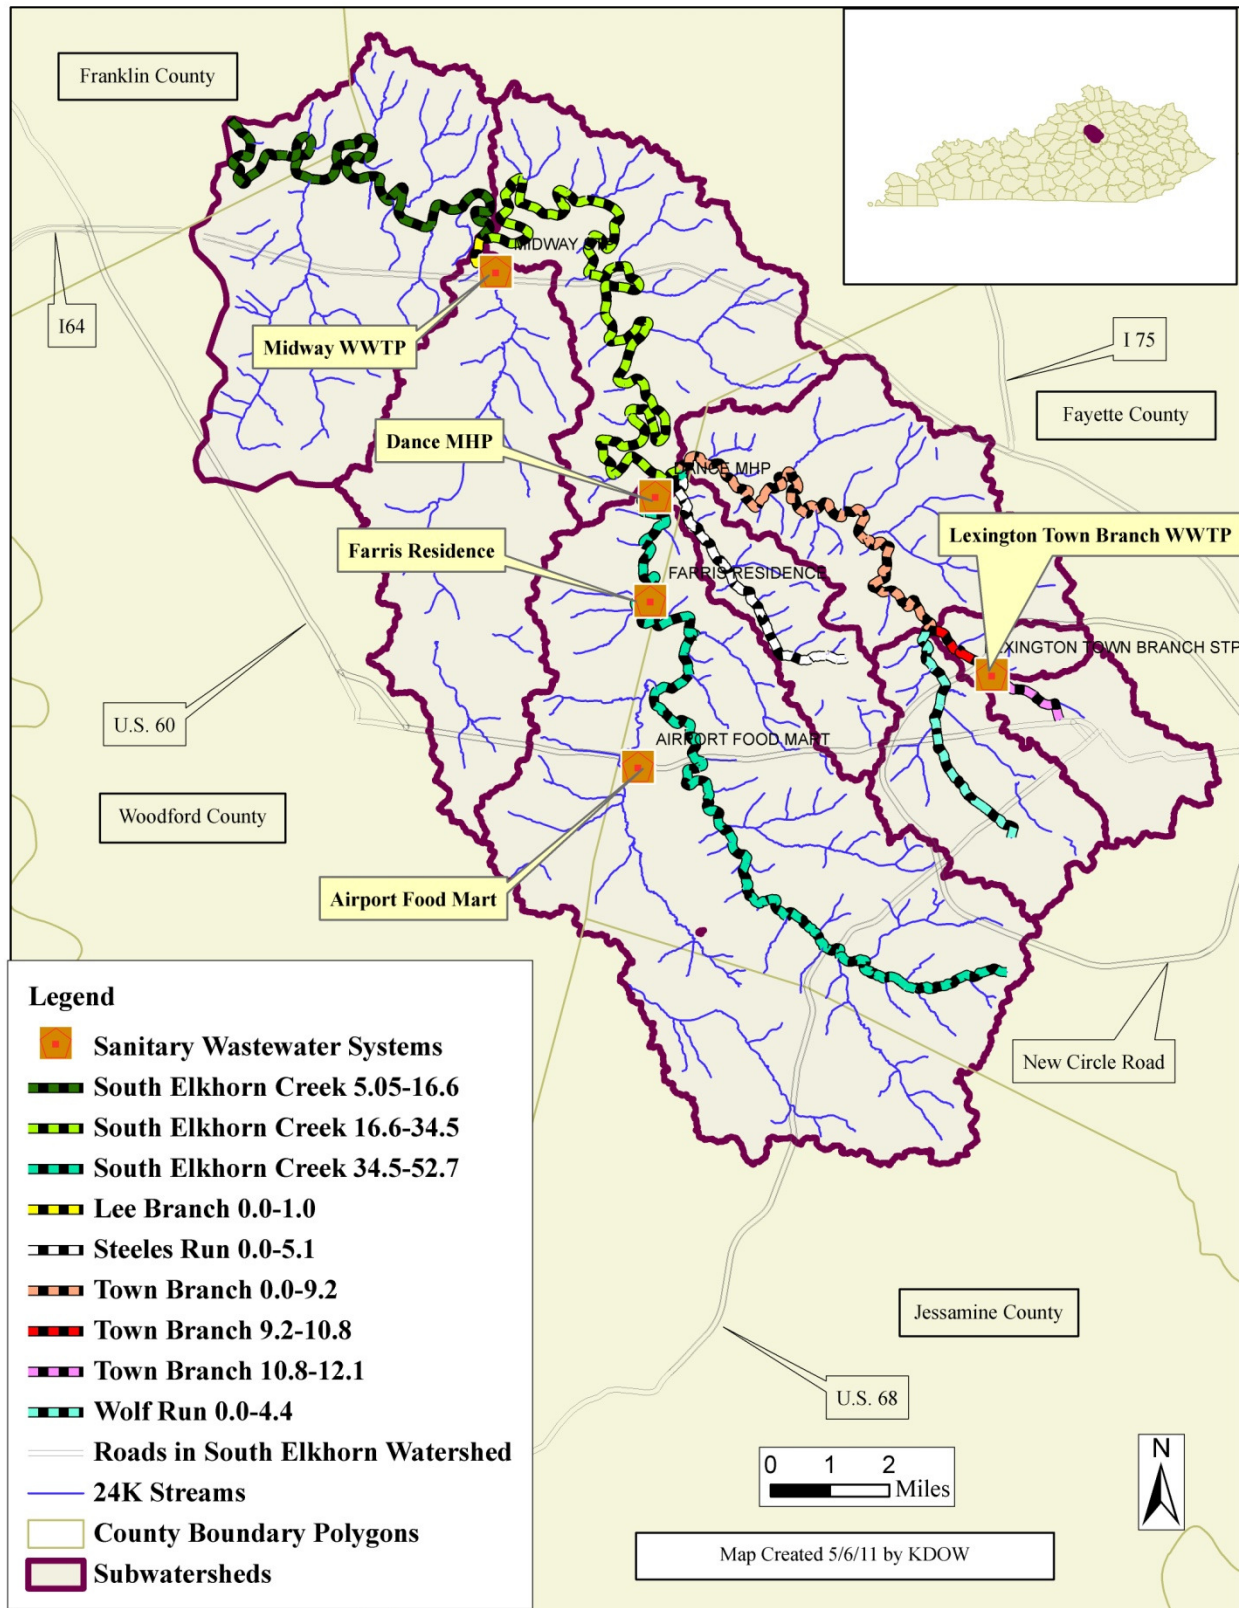 Franklin County
MIDWAY STP
I64
Midway WWTP
I 75
Fayette County
Dance MHP
DANCE MHP
Lexington Town Branch WWTP
Farris Residence
FARRIS RESIDENCE
LEXINGTON TOWN BRANCH STP
U.S. 60
AIRPORT FOOD MART
Woodford County
Airport Food Mart
New Circle Road
Legend
Sanitary Wastewater Systems
South Elkhorn Creek 5.05-16.6
South Elkhorn Creek 16.6-34.5
South Elkhorn Creek 34.5-52.7
Lee Branch 0.0-1.0
Steeles Run 0.0-5.1
Town Branch 0.0-9.2
Town Branch 9.2-10.8
Town Branch 10.8-12.1
Wolf Run 0.0-4.4
Roads in South Elkhorn Watershed
24K Streams
County Boundary Polygons
Subwatersheds
Jessamine County
U.S. 68
0 1 2
Miles
N
Map Created 5/6/11 by KDOW